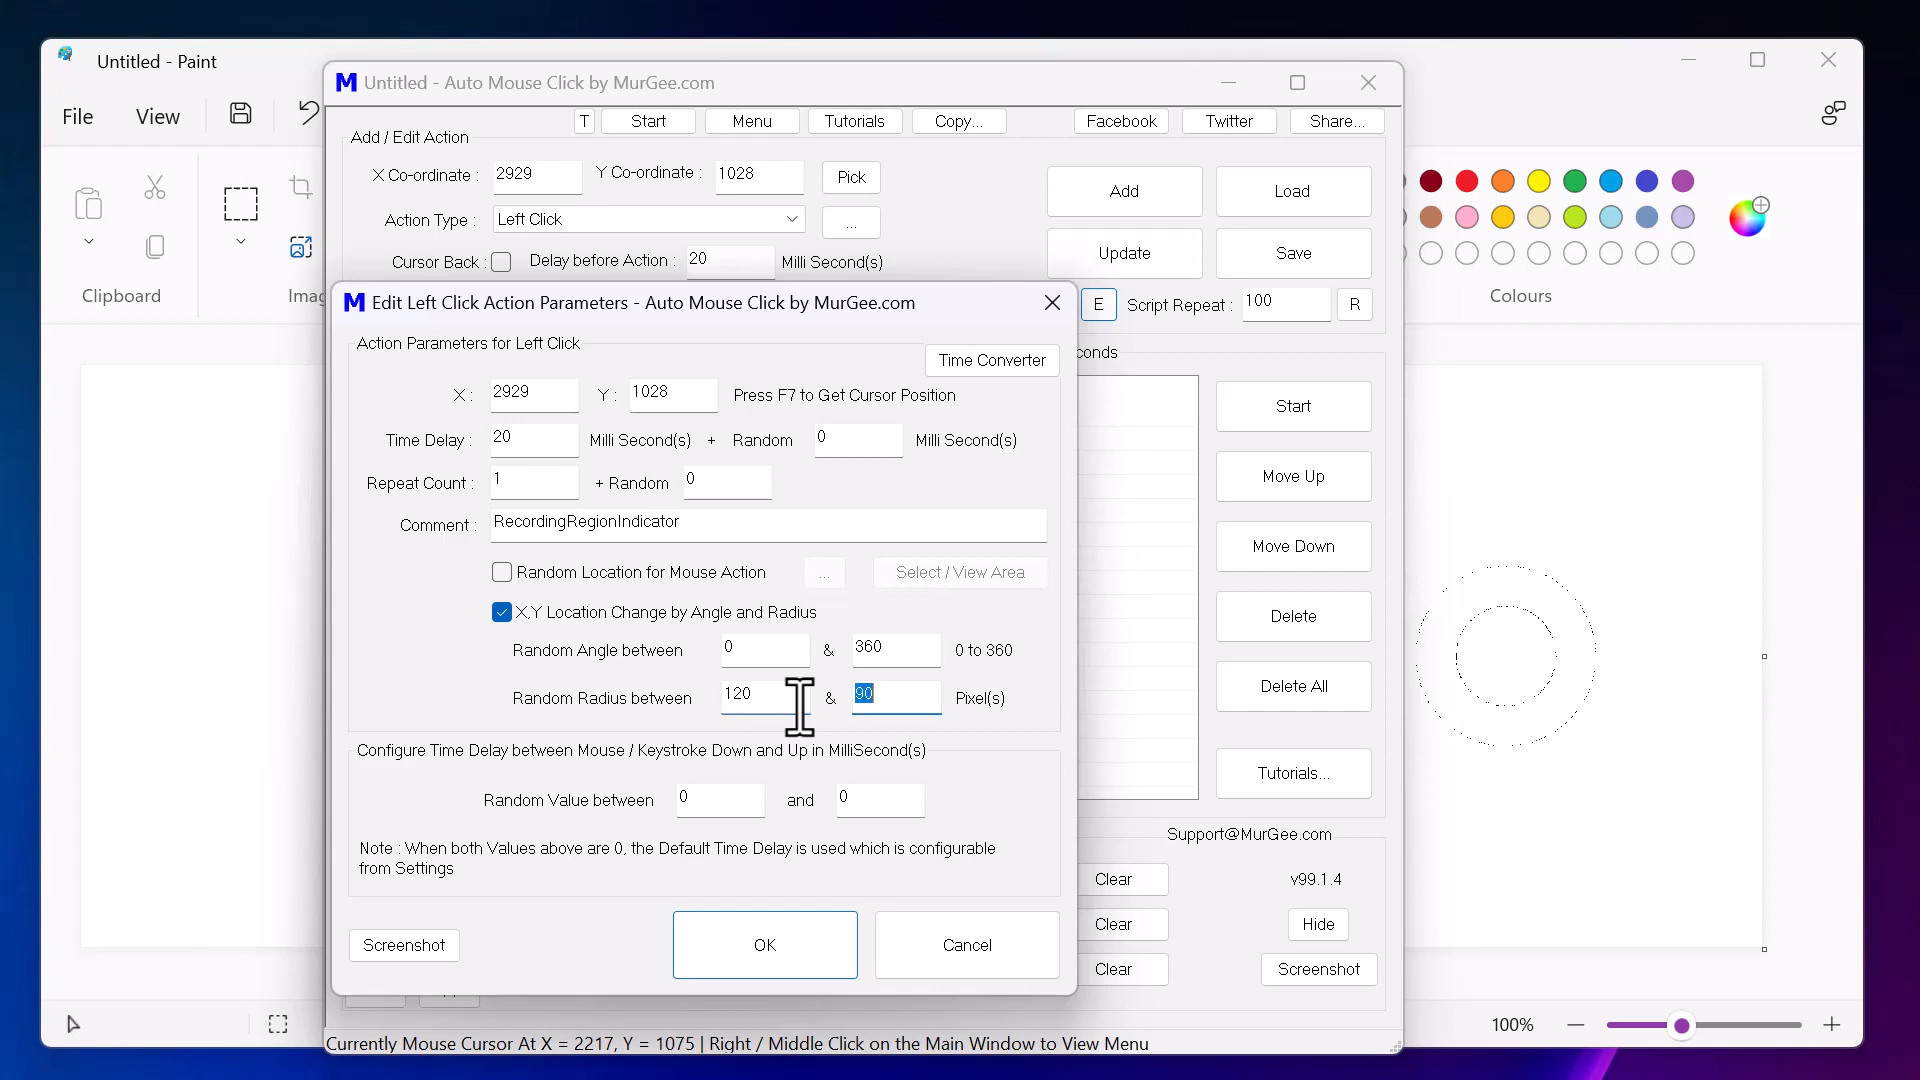 Untitled - Paint
File View
Clipboard
Imag
Colours
100%
M Untitled - Auto Mouse Click by MurGee.com
T Start Menu Tutorials Copy... Facebook Twitter Share...
Add / Edit Action
X Co-ordinate : 2929 Y Co-ordinate : 1028 Pick
Action Type : Left Click ...
Cursor Back : Delay before Action : 20 Milli Second(s)
Add Load
Update Save
E Script Repeat : 100 R
conds
Start
Move Up
Move Down
Delete
Delete All
Tutorials...
Support@MurGee.com
Clear v99.1.4
Clear Hide
Clear Screenshot
M Edit Left Click Action Parameters - Auto Mouse Click by MurGee.com
Action Parameters for Left Click
Time Converter
X : 2929 Y : 1028 Press F7 to Get Cursor Position
Time Delay : 20 Milli Second(s) + Random 0 Milli Second(s)
Repeat Count : 1 + Random 0
Comment : RecordingRegionIndicator
Random Location for Mouse Action ... Select / View Area
X,Y Location Change by Angle and Radius
Random Angle between 0 & 360 0 to 360
Random Radius between 120 & 90 Pixel(s)
Configure Time Delay between Mouse / Keystroke Down and Up in MilliSecond(s)
Random Value between 0 and 0
Note : When both Values above are 0, the Default Time Delay is used which is configurable
from Settings
Screenshot OK Cancel
Currently Mouse Cursor At X = 2217, Y = 1075 | Right / Middle Click on the Main Window to View Menu